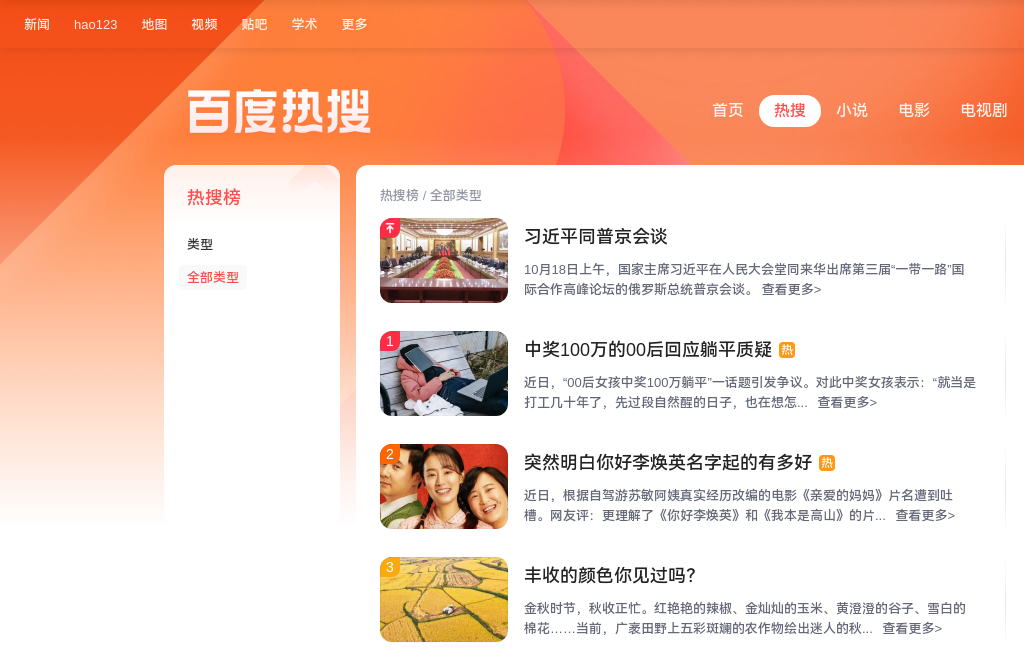 新闻 hao123 地图 视频 贴吧 学术 更多
百度热搜
首页 热搜 小说 电影 电视剧
热搜榜
类型
全部类型
热搜榜 / 全部类型
习近平同普京会谈
10月18日上午，国家主席习近平在人民大会堂同来华出席第三届“一带一路”国
际合作高峰论坛的俄罗斯总统普京会谈。 查看更多>
1
中奖100万的00后回应躺平质疑 热
近日，“00后女孩中奖100万躺平”一话题引发争议。对此中奖女孩表示：“就当是
打工几十年了，先过段自然醒的日子，也在想怎... 查看更多>
2
突然明白你好李焕英名字起的有多好 热
近日，根据自驾游苏敏阿姨真实经历改编的电影《亲爱的妈妈》片名遭到吐
槽。网友评：更理解了《你好李焕英》和《我本是高山》的片... 查看更多>
3
丰收的颜色你见过吗？
金秋时节，秋收正忙。红艳艳的辣椒、金灿灿的玉米、黄澄澄的谷子、雪白的
棉花……当前，广袤田野上五彩斑斓的农作物绘出迷人的秋... 查看更多>